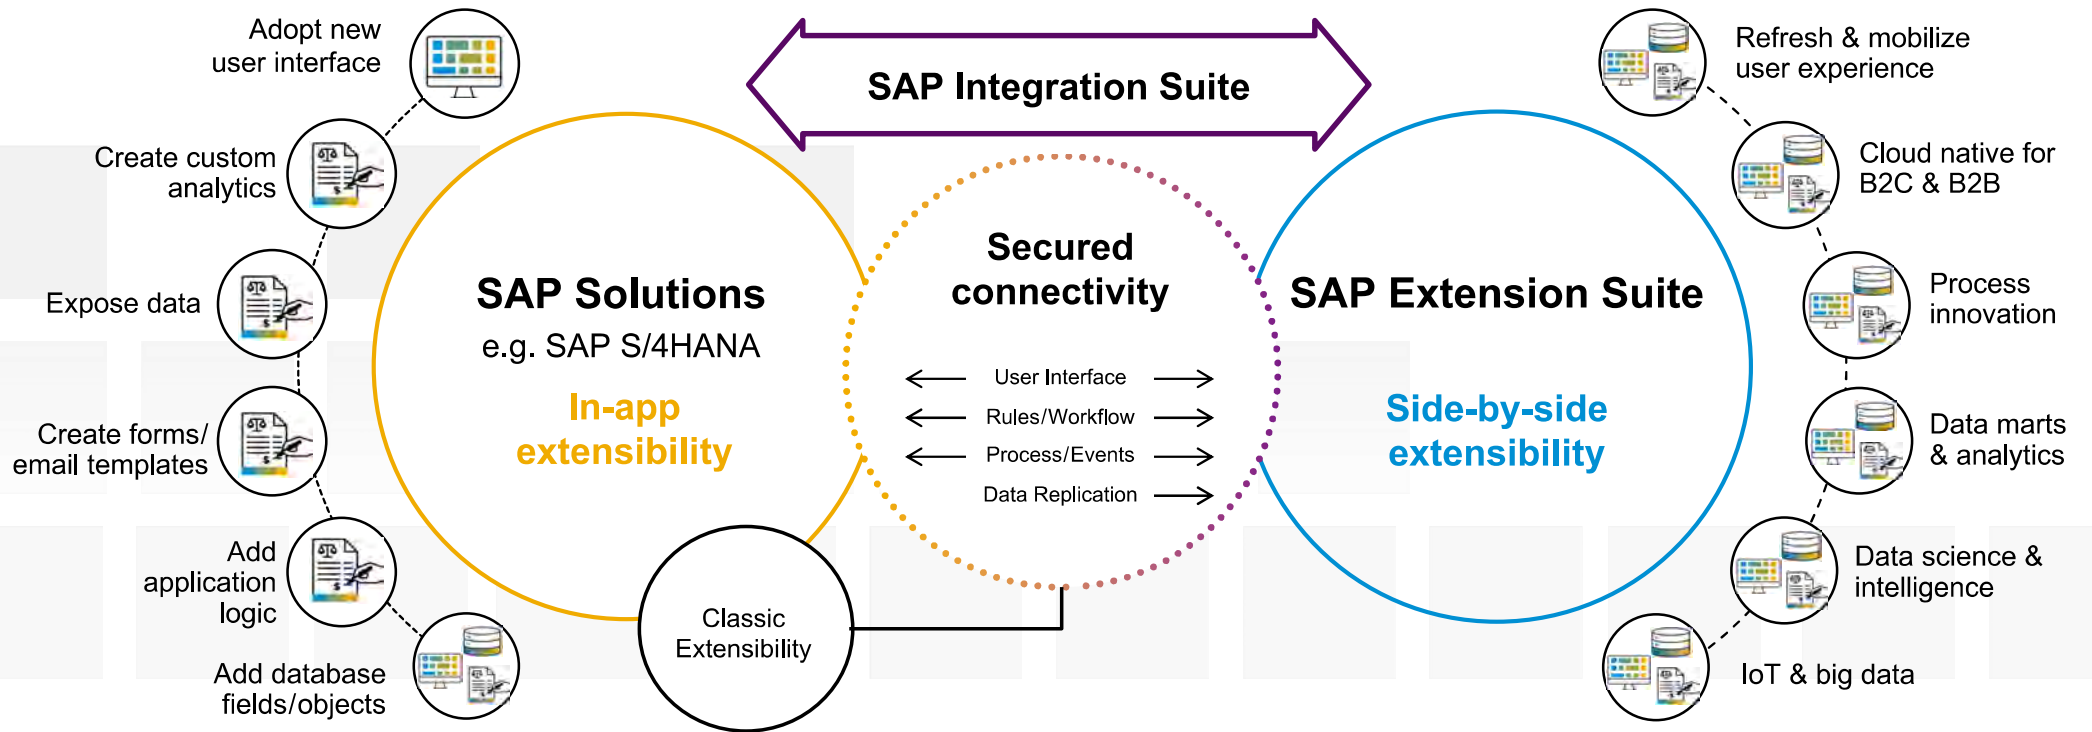 Adopt new
user interface
Create custom
analytics
Expose data
Create forms/
email templates
Add
application
logic
Add database
fields/objects
SAP Integration Suite
SAP Solutions
e.g. SAP S/4HANA
In-app
extensibility
Classic
Extensibility
Secured
connectivity
User Interface
Rules/Workflow
Process/Events
Data Replication
SAP Extension Suite
Side-by-side
extensibility
Refresh & mobilize
user experience
Cloud native for
B2C & B2B
Process
innovation
Data marts
& analytics
Data science &
intelligence
IoT & big data